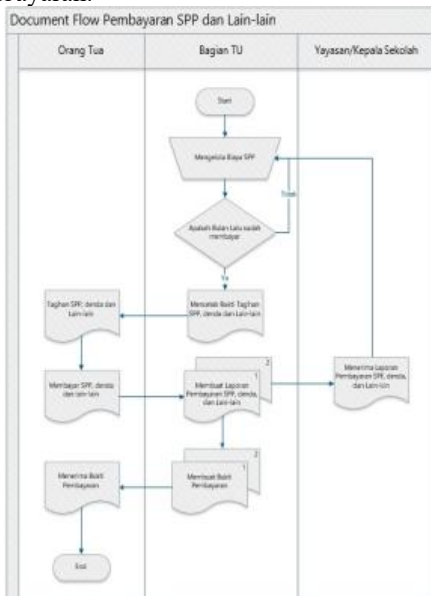 Document Flow Pembayaran SPP dan Lain-lain
Orang Tua
Bagian TU
Yayasan/Kepala Sekolah
Start
Mengelola Biaya SPP
Apakah Bulan Lalu sudah
membayar
Tidak
Ya
Tagihan SPP, denda dan
Lain-lain
Mencetak Bukti Tagihan
SPP, denda dan Lain-lain
Membayar SPP, denda
dan lain-lain
2
1
Membuat Laporan
Pembayaran SPP, denda,
dan Lain-lain
Menerima Laporan
Pembayaran SPP, denda,
dan Lain-lain
2
1
Membuat Bukti
Pembayaran
Menerima Bukti
Pembayaran
End